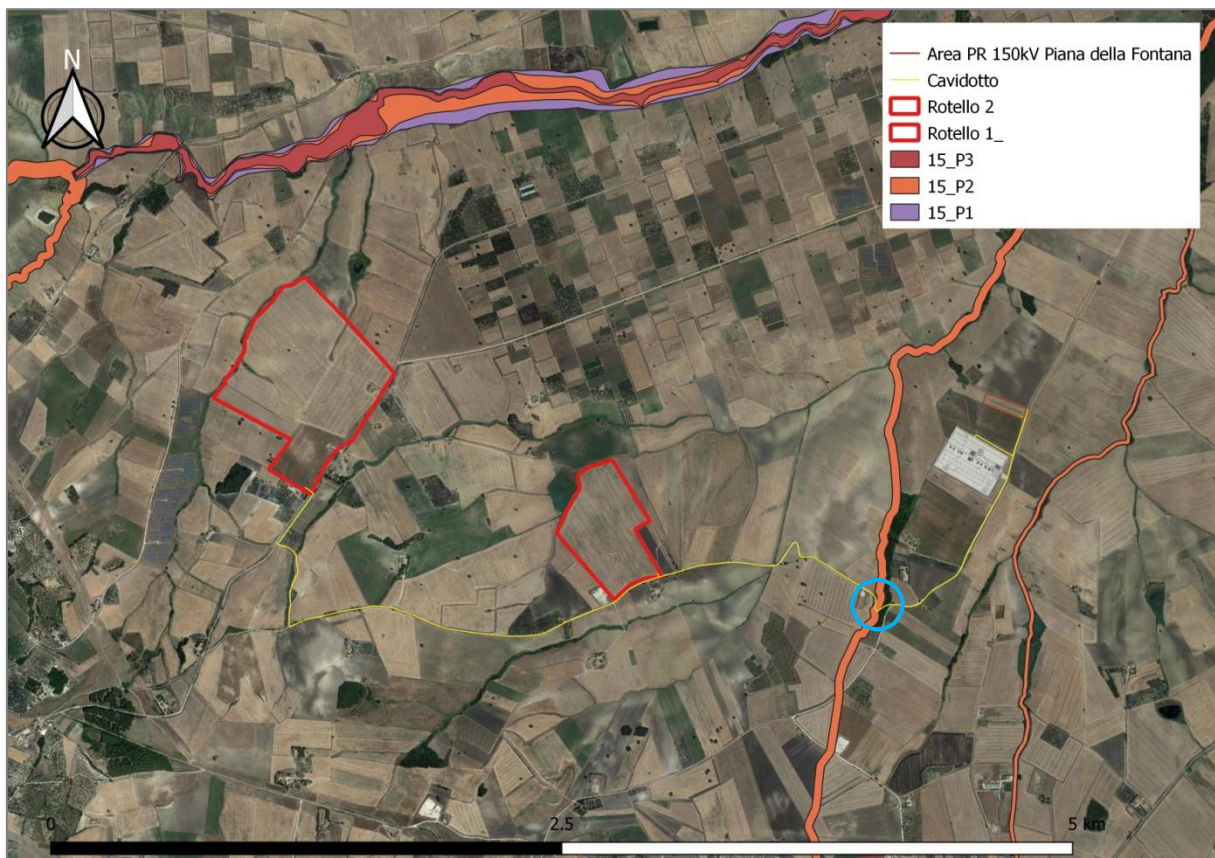 N
Area PR 150kV Piana della Fontana
Cavidotto
Rotello 2
Rotello 1_
15_P3
15_P2
15_P1
0
2.5
5 km